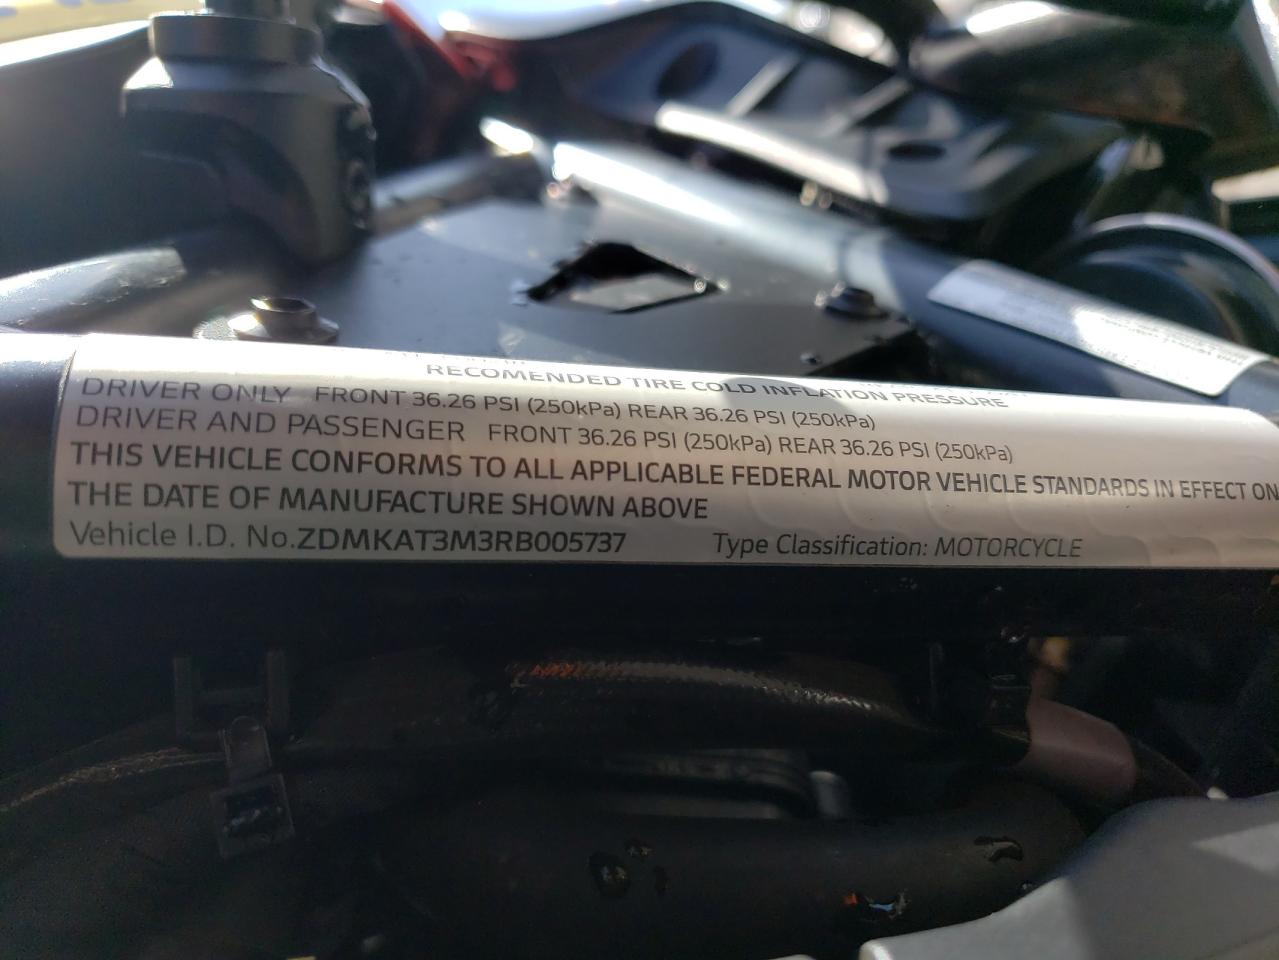 RECOMENDED TIRE COLD INFLATION PRESSURE
DRIVER ONLY FRONT 36.26 PSI (250kPa) REAR 36.26 PSI (250kPa)
DRIVER AND PASSENGER FRONT 36.26 PSI (250kPa) REAR 36.26 PSI (250kPa)
THIS VEHICLE CONFORMS TO ALL APPLICABLE FEDERAL MOTOR VEHICLE STANDARDS IN EFFECT ON
THE DATE OF MANUFACTURE SHOWN ABOVE
Vehicle I.D. No.ZDMKAT3M3RB005737 Type Classification: MOTORCYCLE